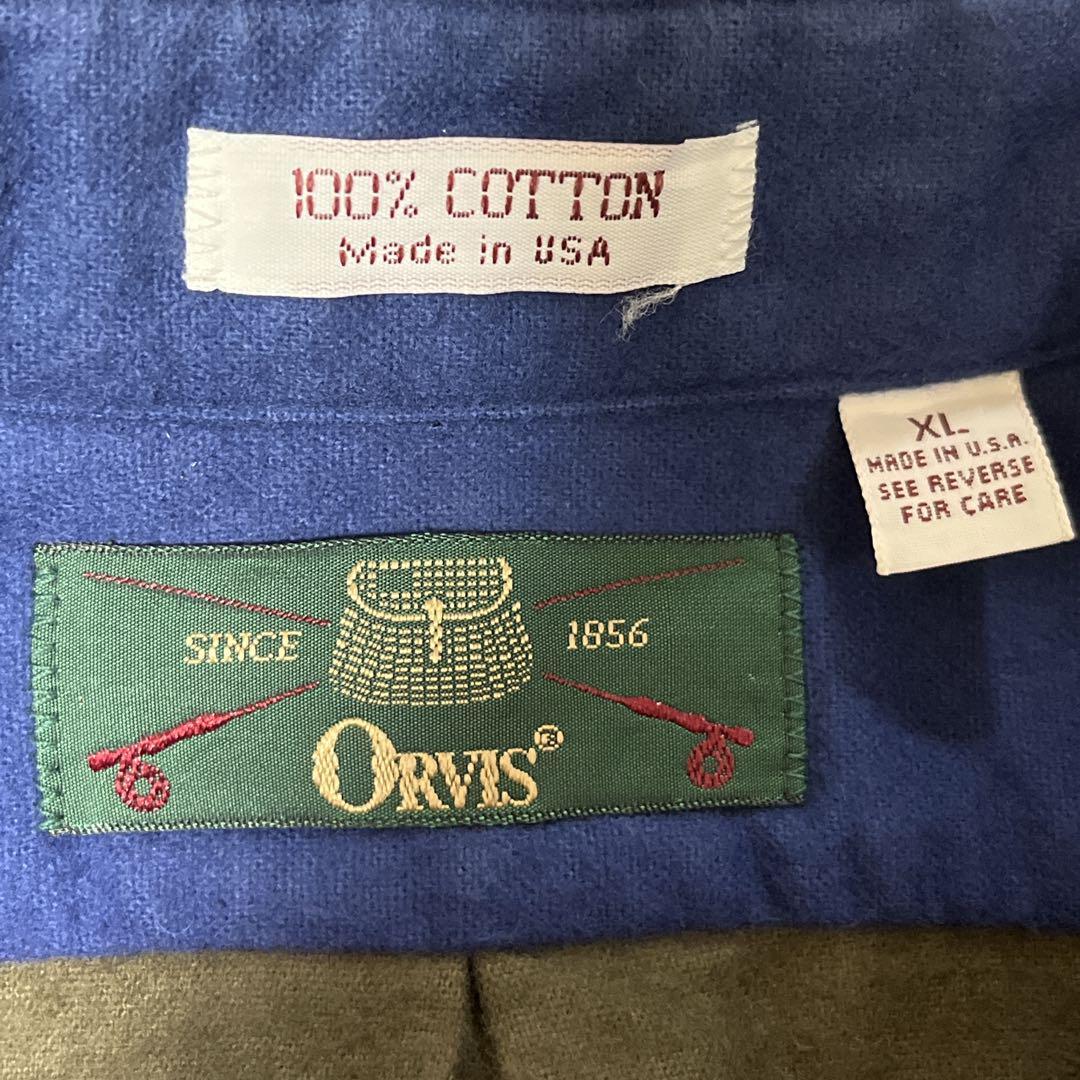 100% COTTON
Made in USA
XL
MADE IN U.S.A.
SEE REVERSE
FOR CARE
SINCE 1856
ORVIS®